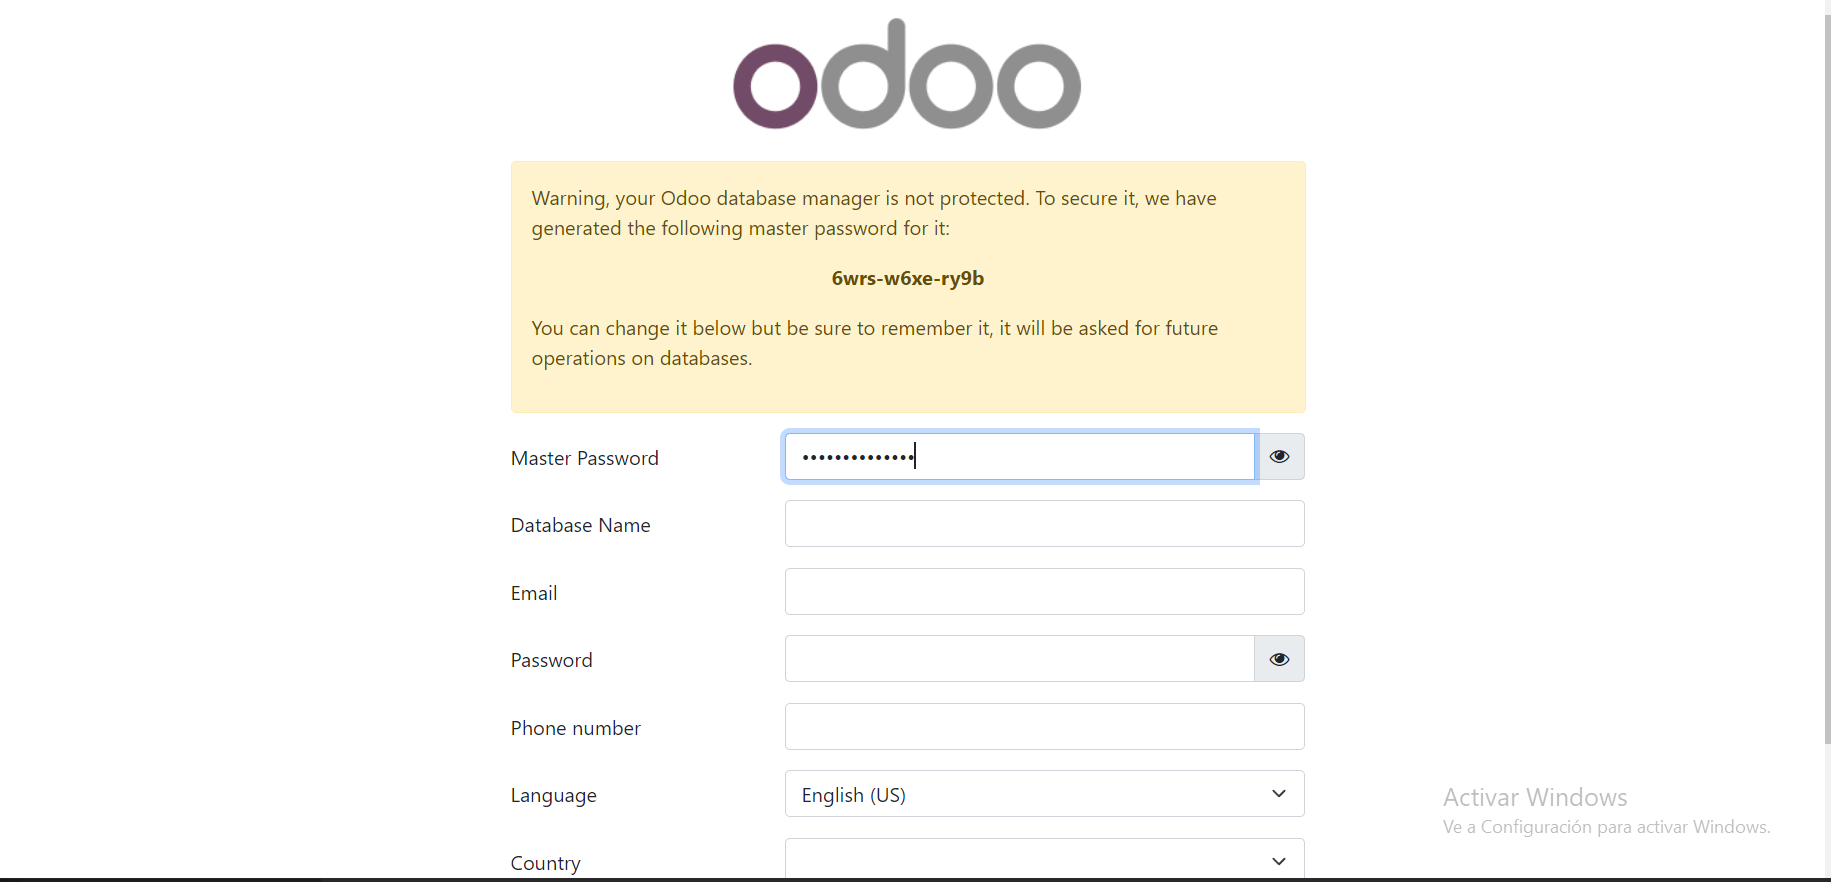 odoo
Warning, your Odoo database manager is not protected. To secure it, we have
generated the following master password for it:
6wrs-w6xe-ry9b
You can change it below but be sure to remember it, it will be asked for future
operations on databases.
Master Password ••••••••••••••
Database Name
Email
Password
Phone number
Language English (US)
Country
Activar Windows
Ve a Configuración para activar Windows.